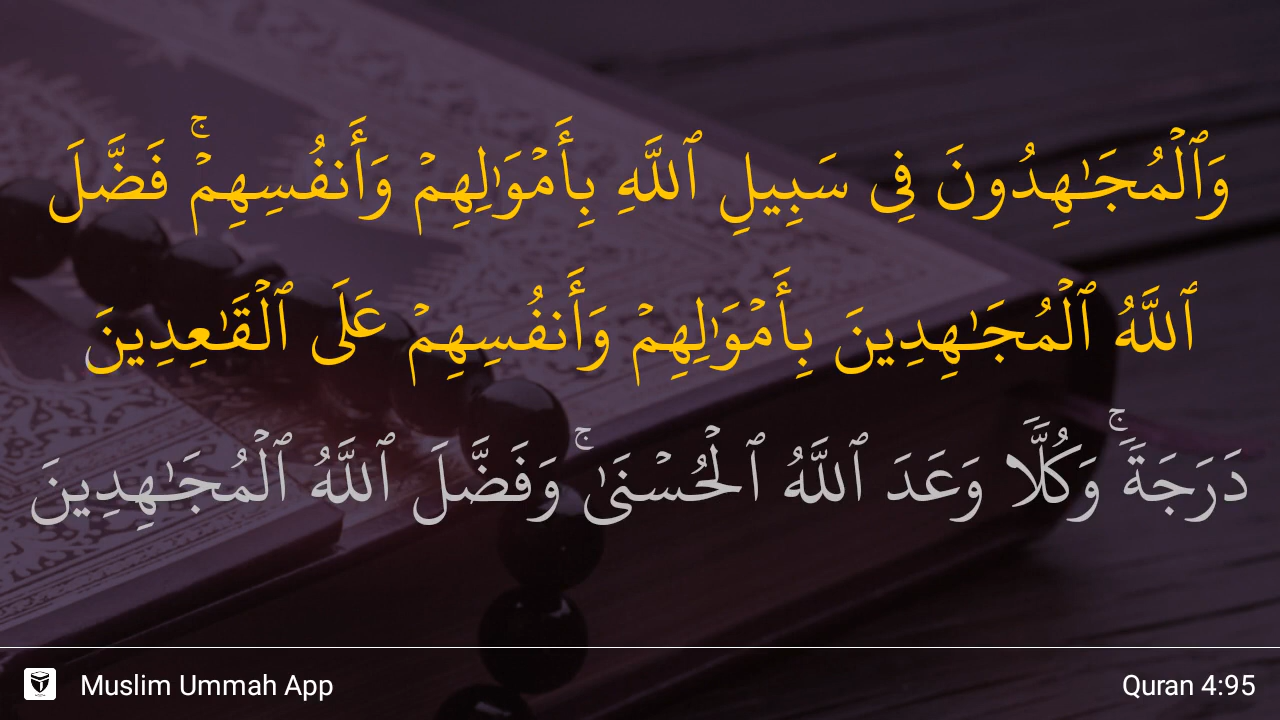 وَٱلْمُجَـٰهِدُونَ فِى سَبِيلِ ٱللَّهِ بِأَمْوَٰلِهِمْ وَأَنفُسِهِمْ ۚ فَضَّلَ
ٱللَّهُ ٱلْمُجَـٰهِدِينَ بِأَمْوَٰلِهِمْ وَأَنفُسِهِمْ عَلَى ٱلْقَـٰعِدِينَ
دَرَجَةً ۚ وَكُلًّا وَعَدَ ٱللَّهُ ٱلْحُسْنَىٰ ۚ وَفَضَّلَ ٱللَّهُ ٱلْمُجَـٰهِدِينَ
Muslim Ummah App
Quran 4:95